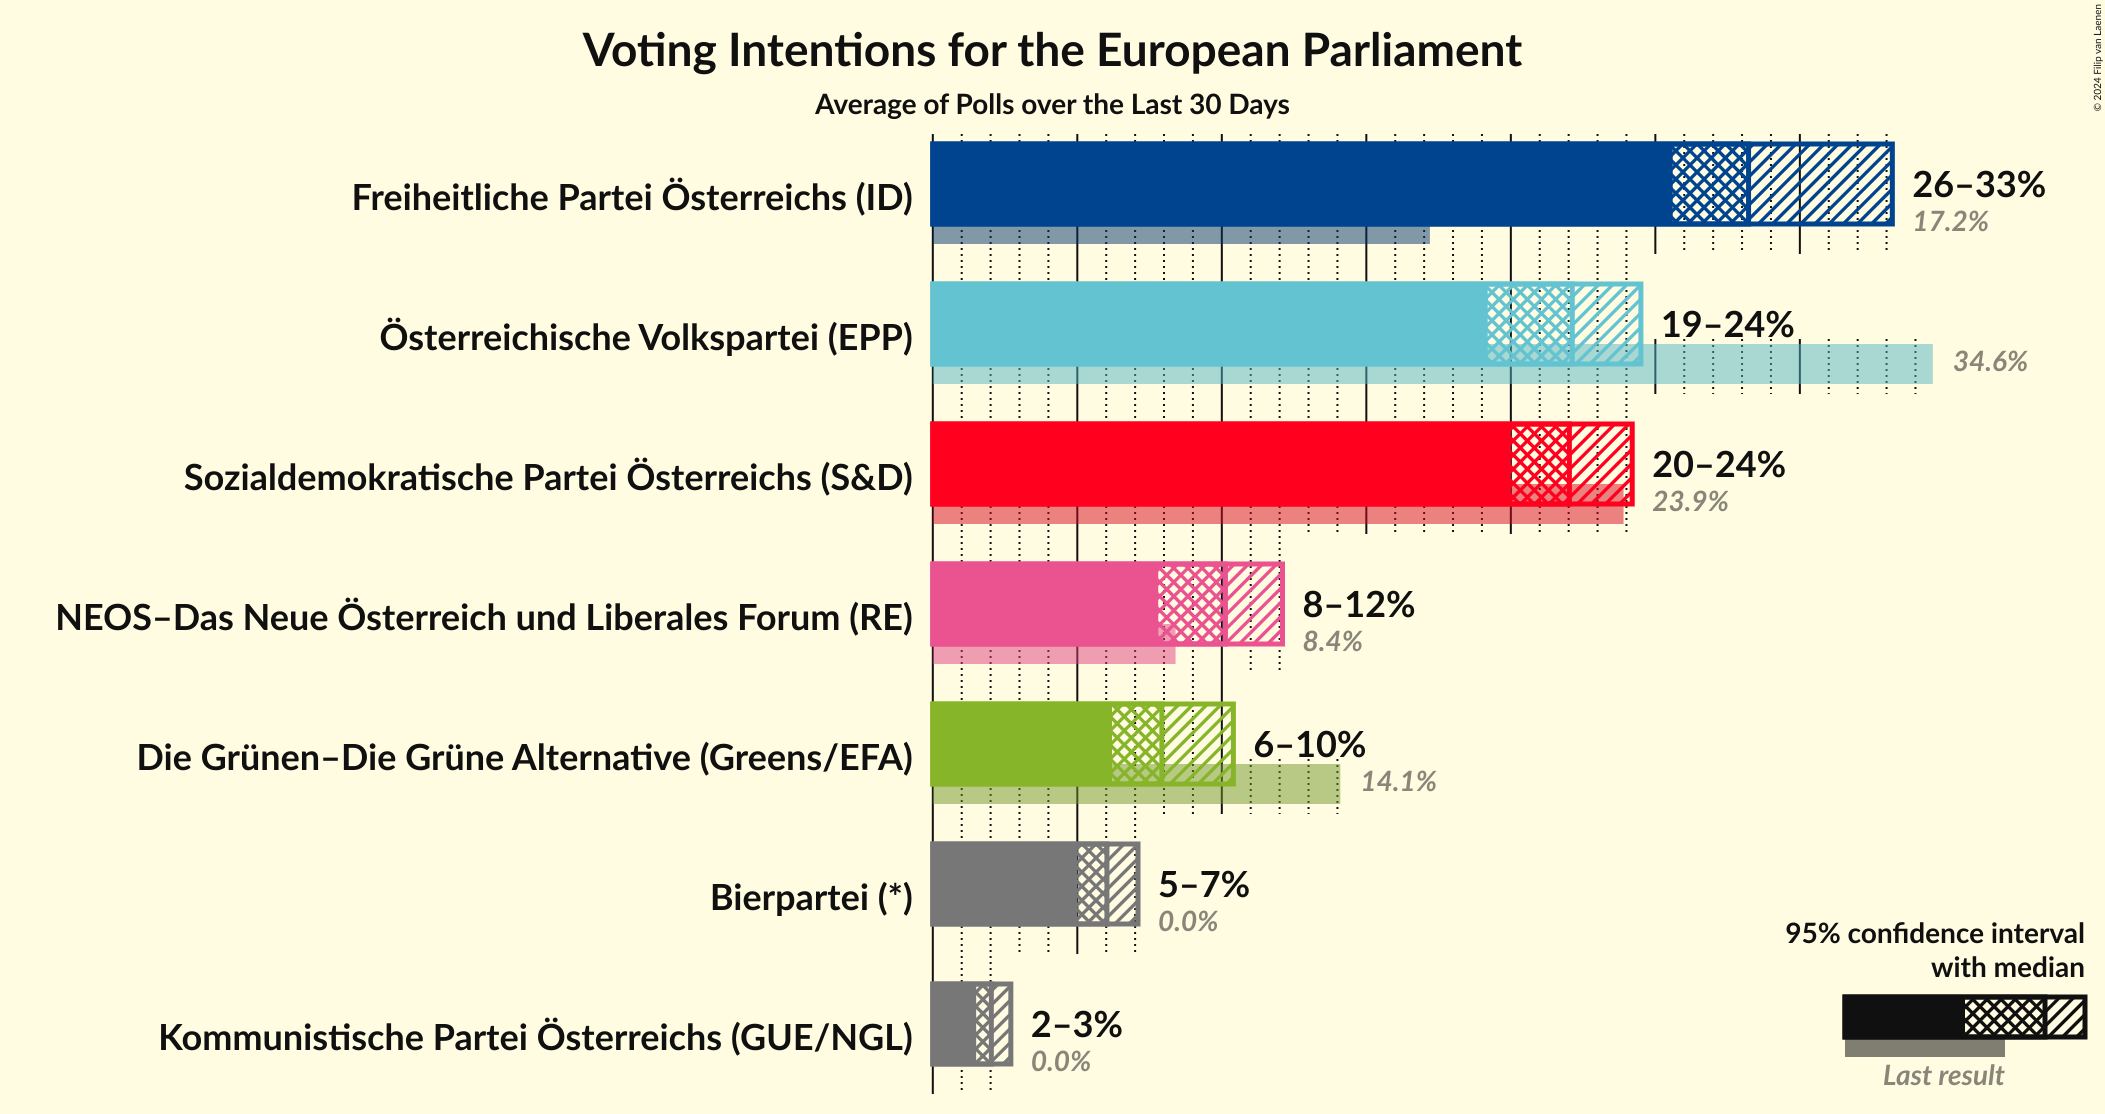 Voting Intentions for the European Parliament
Average of Polls over the Last 30 Days
© 2024 Filip van Laenen
Freiheitliche Partei Österreichs (ID)
26–33%
17.2%
Österreichische Volkspartei (EPP)
19–24%
34.6%
Sozialdemokratische Partei Österreichs (S&D)
20–24%
23.9%
NEOS–Das Neue Österreich und Liberales Forum (RE)
8–12%
8.4%
Die Grünen–Die Grüne Alternative (Greens/EFA)
6–10%
14.1%
Bierpartei (*)
5–7%
0.0%
Kommunistische Partei Österreichs (GUE/NGL)
2–3%
0.0%
95% confidence interval
with median
Last result